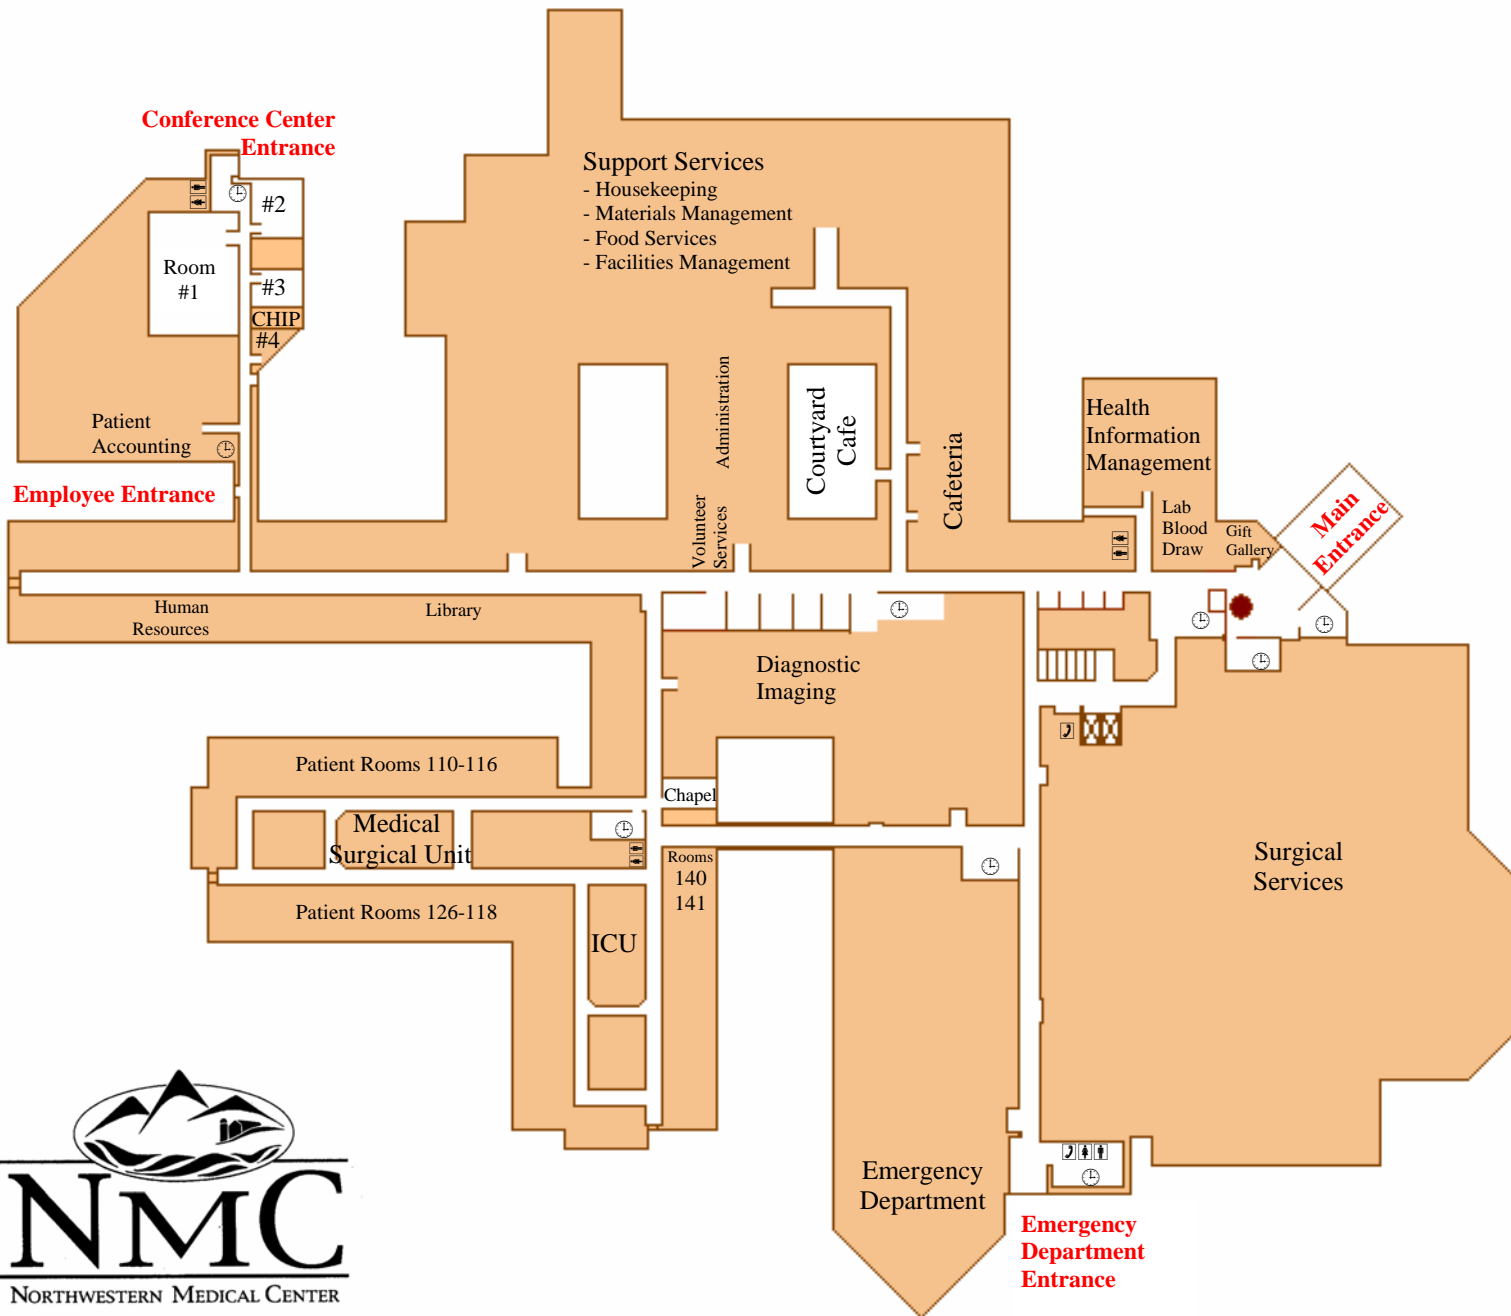 Conference Center
Entrance
#2
Room
#1
#3
CHIP
#4
Patient
Accounting
Employee Entrance
Support Services
- Housekeeping
- Materials Management
- Food Services
- Facilities Management
Administration
Volunteer
Services
Courtyard
Cafe
Cafeteria
Health
Information
Management
Lab
Blood
Draw
Gift
Gallery
Main
Entrance
Human
Resources
Library
Diagnostic
Imaging
Chapel
Patient Rooms 110-116
Medical
Surgical Unit
Patient Rooms 126-118
ICU
Rooms
140
141
Surgical
Services
Emergency
Department
Emergency
Department
Entrance
NMC
NORTHWESTERN MEDICAL CENTER